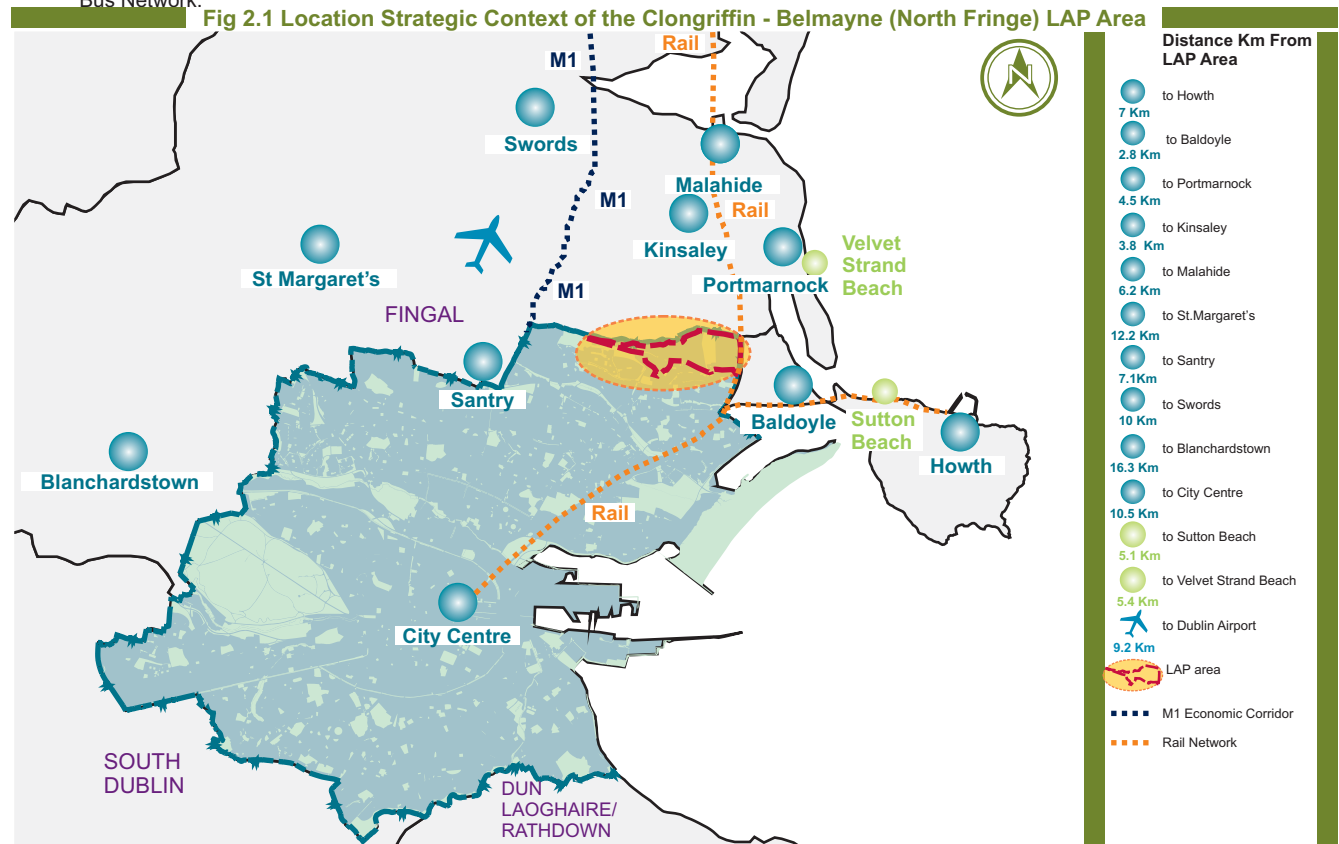 Bus Network.
Fig 2.1 Location Strategic Context of the Clongriffin - Belmayne (North Fringe) LAP Area
Rail
M1
N
Swords
Malahide
M1
Rail
Kinsaley
Velvet
Strand
Beach
St Margaret's
Portmarnock
M1
FINGAL
Santry
Baldoyle
Sutton
Beach
Howth
Blanchardstown
Rail
City Centre
SOUTH
DUBLIN
DUN
LAOGHAIRE/
RATHDOWN
Distance Km From
LAP Area
to Howth
7 Km
to Baldoyle
2.8 Km
to Portmarnock
4.5 Km
to Kinsaley
3.8 Km
to Malahide
6.2 Km
to St.Margaret's
12.2 Km
to Santry
7.1Km
to Swords
10 Km
to Blanchardstown
16.3 Km
to City Centre
10.5 Km
to Sutton Beach
5.1 Km
to Velvet Strand Beach
5.4 Km
to Dublin Airport
9.2 Km
LAP area
M1 Economic Corridor
Rail Network